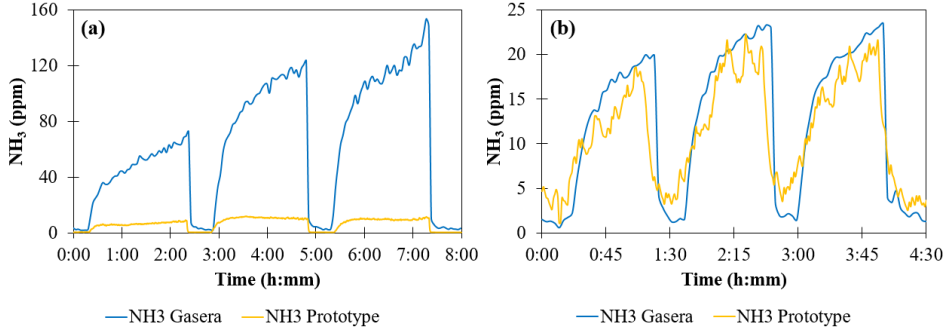 (a)
160
120
80
40
0
NH3 (ppm)
0:00 1:00 2:00 3:00 4:00 5:00 6:00 7:00 8:00
Time (h:mm)
NH3 Gasera NH3 Prototype
(b)
25
20
15
10
5
0
NH3 (ppm)
0:00 0:45 1:30 2:15 3:00 3:45 4:30
Time (h:mm)
NH3 Gasera NH3 Prototype